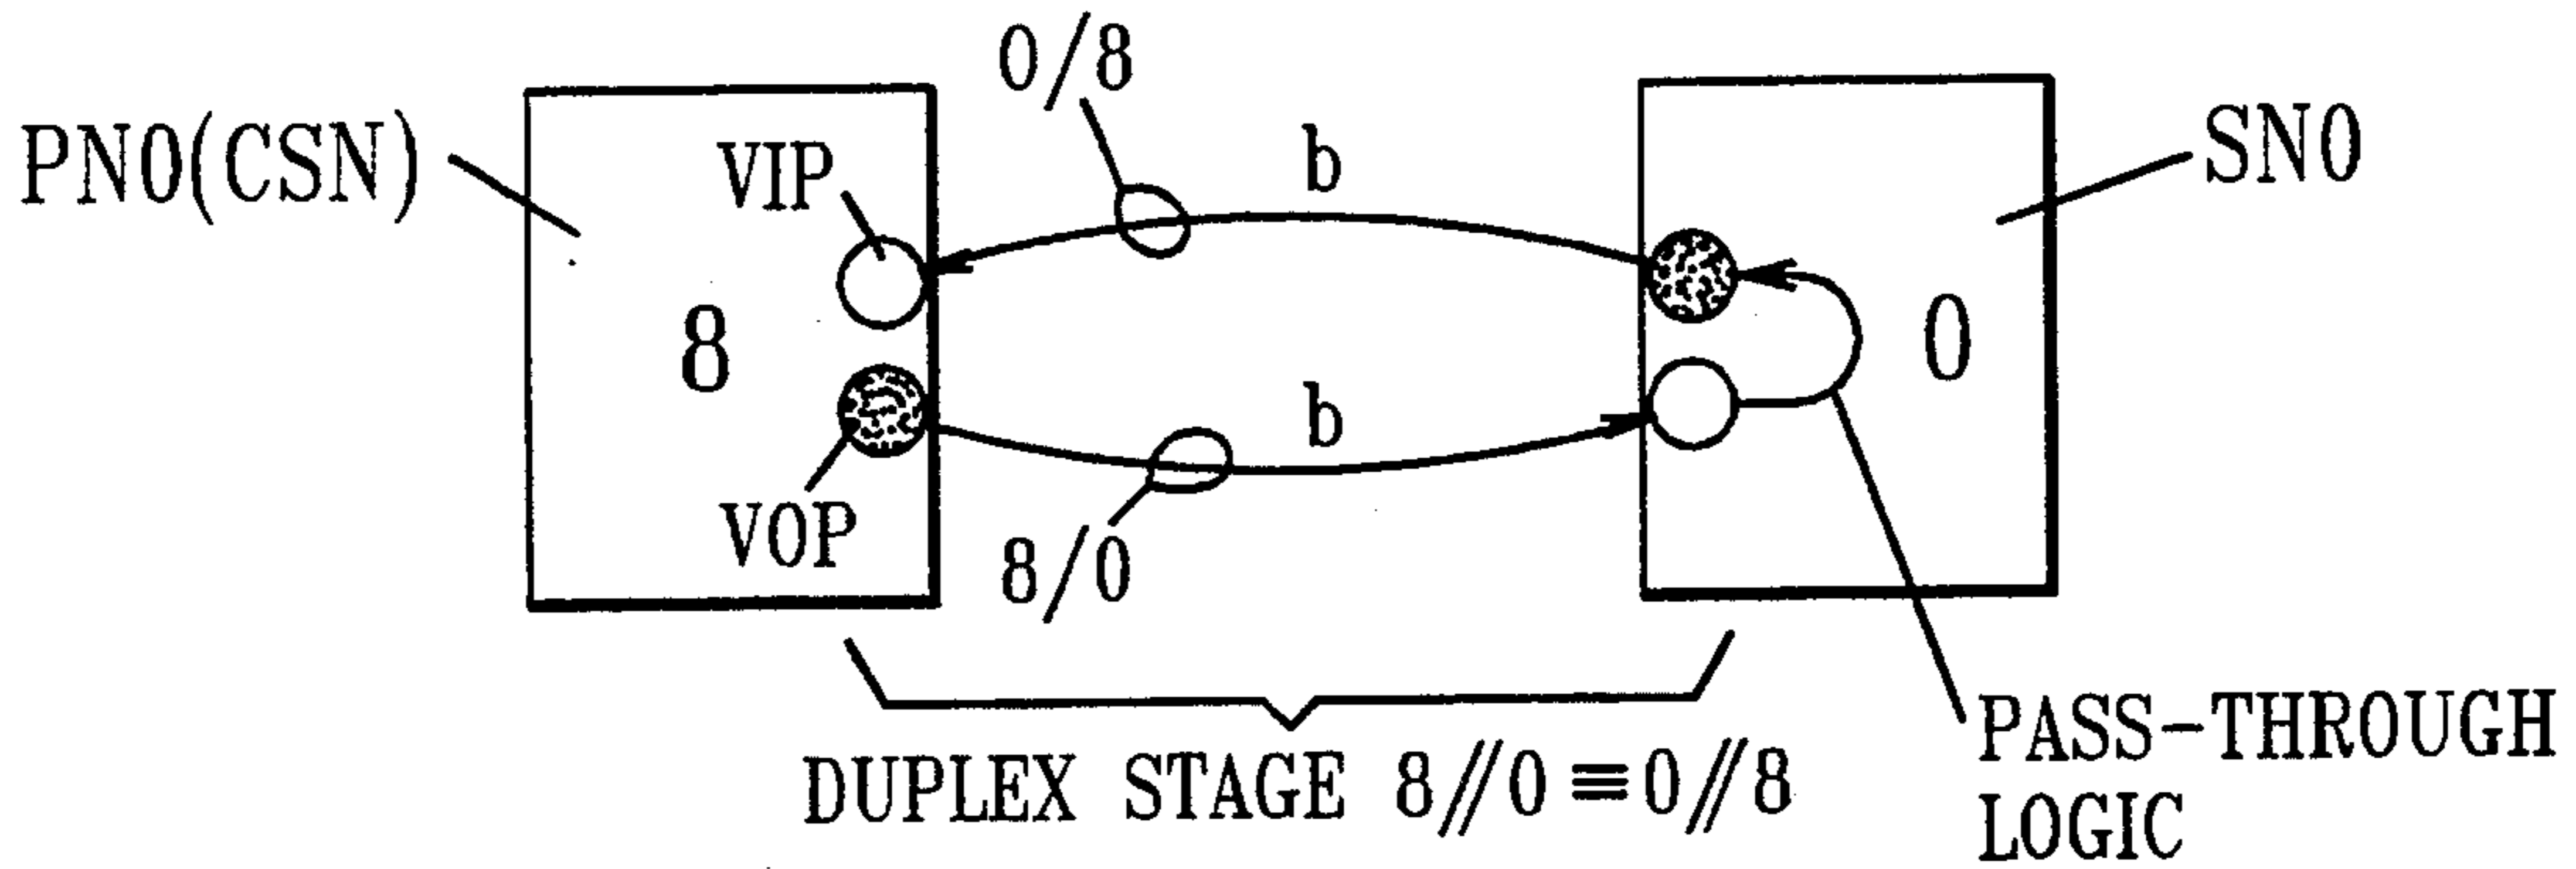 0/8
PN0(CSN)
VIP
b
SN0
8
0
b
VOP
8/0
DUPLEX STAGE 8//0≡0//8
PASS-THROUGH
LOGIC